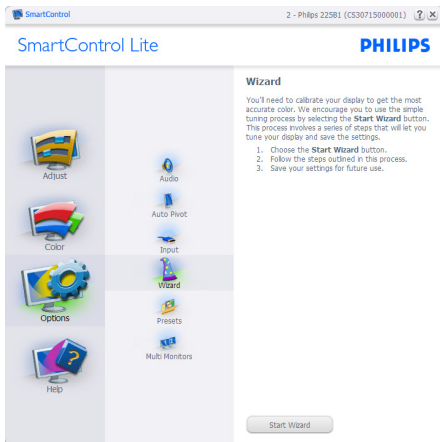 SmartControl
2 - Philips 225B1 (CS30715000001)
? X
SmartControl Lite
PHILIPS
Adjust
Color
Options
Help
Audio
Auto Pivot
Input
Wizard
Presets
Multi Monitors
Wizard
You'll need to calibrate your display to get the most
accurate color. We encourage you to use the simple
tuning process by selecting the Start Wizard button.
This process involves a series of steps that will let you
tune your display and save the settings.
1. Choose the Start Wizard button.
2. Follow the steps outlined in this process.
3. Save your settings for future use.
Start Wizard